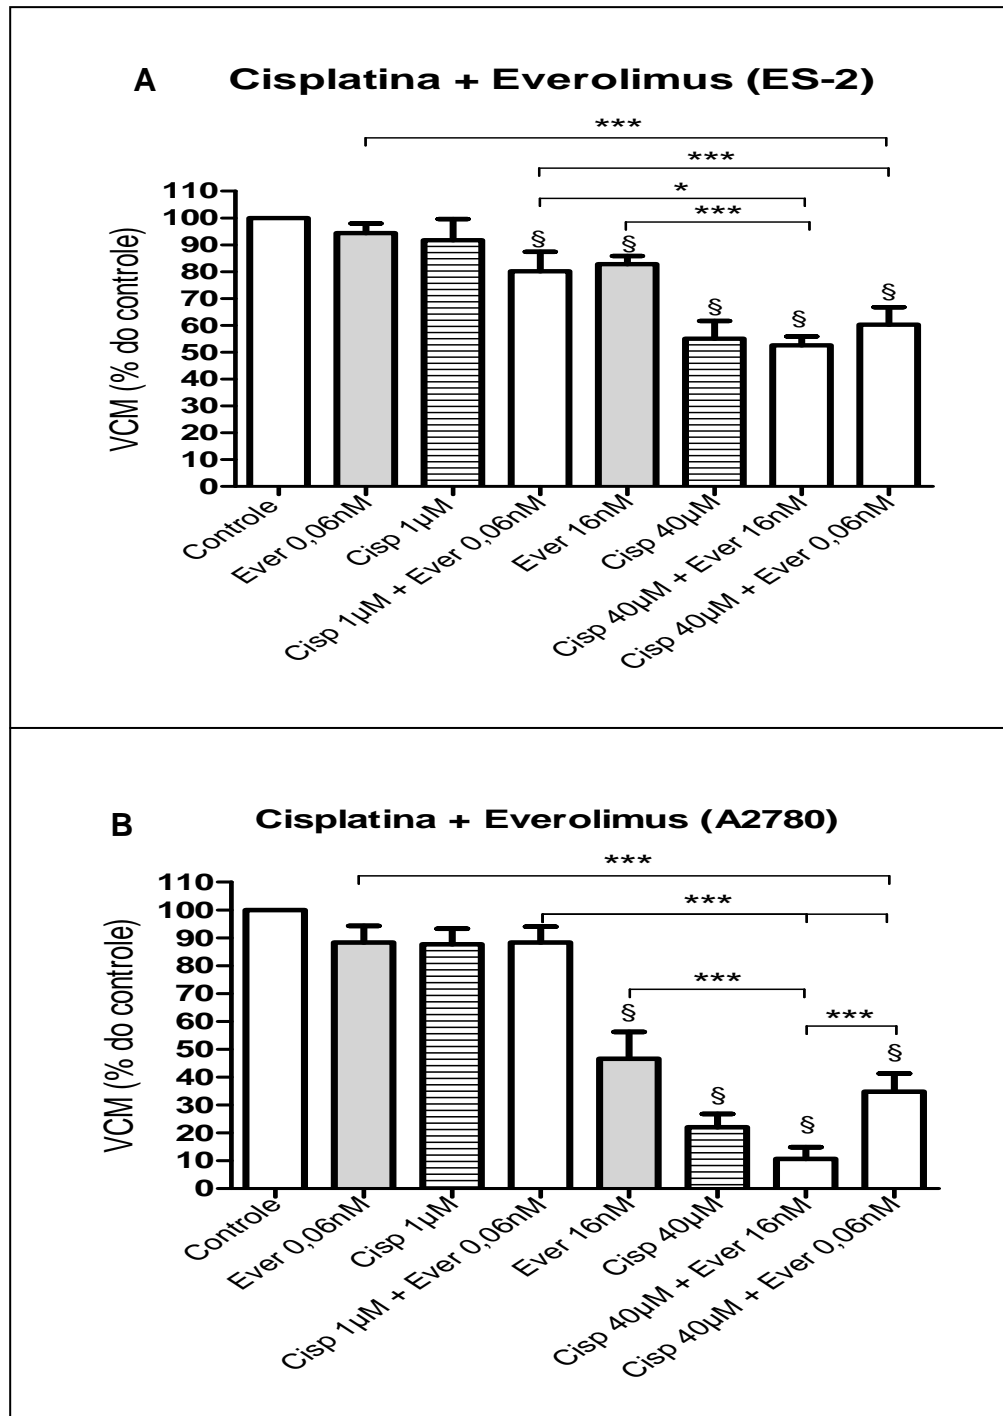 A Cisplatina + Everolimus (ES-2)
***
***
*
***
110
100
90
80
70
60
50
40
30
20
10
0
VCM (% do controle)
§
§
§
§
§
Controle
Ever 0,06nM
Cisp 1µM
Cisp 1µM + Ever 0,06nM
Ever 16nM
Cisp 40µM
Cisp 40µM + Ever 16nM
Cisp 40µM + Ever 0,06nM
B Cisplatina + Everolimus (A2780)
***
***
***
***
110
100
90
80
70
60
50
40
30
20
10
0
VCM (% do controle)
§
§
§
§
Controle
Ever 0,06nM
Cisp 1µM
Cisp 1µM + Ever 0,06nM
Ever 16nM
Cisp 40µM
Cisp 40µM + Ever 16nM
Cisp 40µM + Ever 0,06nM